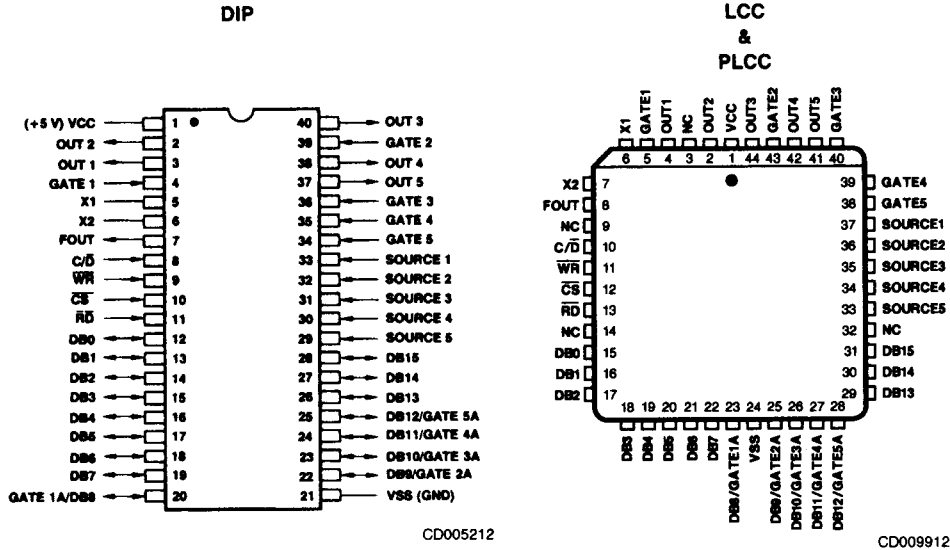 DIP
(+5 V) VCC 1 40 OUT 3
OUT 2 2 39 GATE 2
OUT 1 3 38 OUT 4
GATE 1 4 37 OUT 5
X1 5 36 GATE 3
X2 6 35 GATE 4
FOUT 7 34 GATE 5
C/D̅ 8 33 SOURCE 1
W̅R̅ 9 32 SOURCE 2
C̅S̅ 10 31 SOURCE 3
R̅D̅ 11 30 SOURCE 4
DB0 12 29 SOURCE 5
DB1 13 28 DB15
DB2 14 27 DB14
DB3 15 26 DB13
DB4 16 25 DB12/GATE 5A
DB5 17 24 DB11/GATE 4A
DB6 18 23 DB10/GATE 3A
DB7 19 22 DB9/GATE 2A
GATE 1A/DB8 20 21 VSS (GND)
CD005212
LCC
&
PLCC
X1 GATE1 OUT1 NC OUT2 VCC OUT3 GATE2 OUT4 OUT5 GATE3
6 5 4 3 2 1 44 43 42 41 40
X2 7 39 GATE4
FOUT 8 38 GATE5
NC 9 37 SOURCE1
C/D̅ 10 36 SOURCE2
W̅R̅ 11 35 SOURCE3
C̅S̅ 12 34 SOURCE4
R̅D̅ 13 33 SOURCE5
NC 14 32 NC
DB0 15 31 DB15
DB1 16 30 DB14
DB2 17 29 DB13
18 19 20 21 22 23 24 25 26 27 28
DB3 DB4 DB5 DB6 DB7 DB8/GATE1A VSS DB9/GATE2A DB10/GATE3A DB11/GATE4A DB12/GATE5A
CD009912